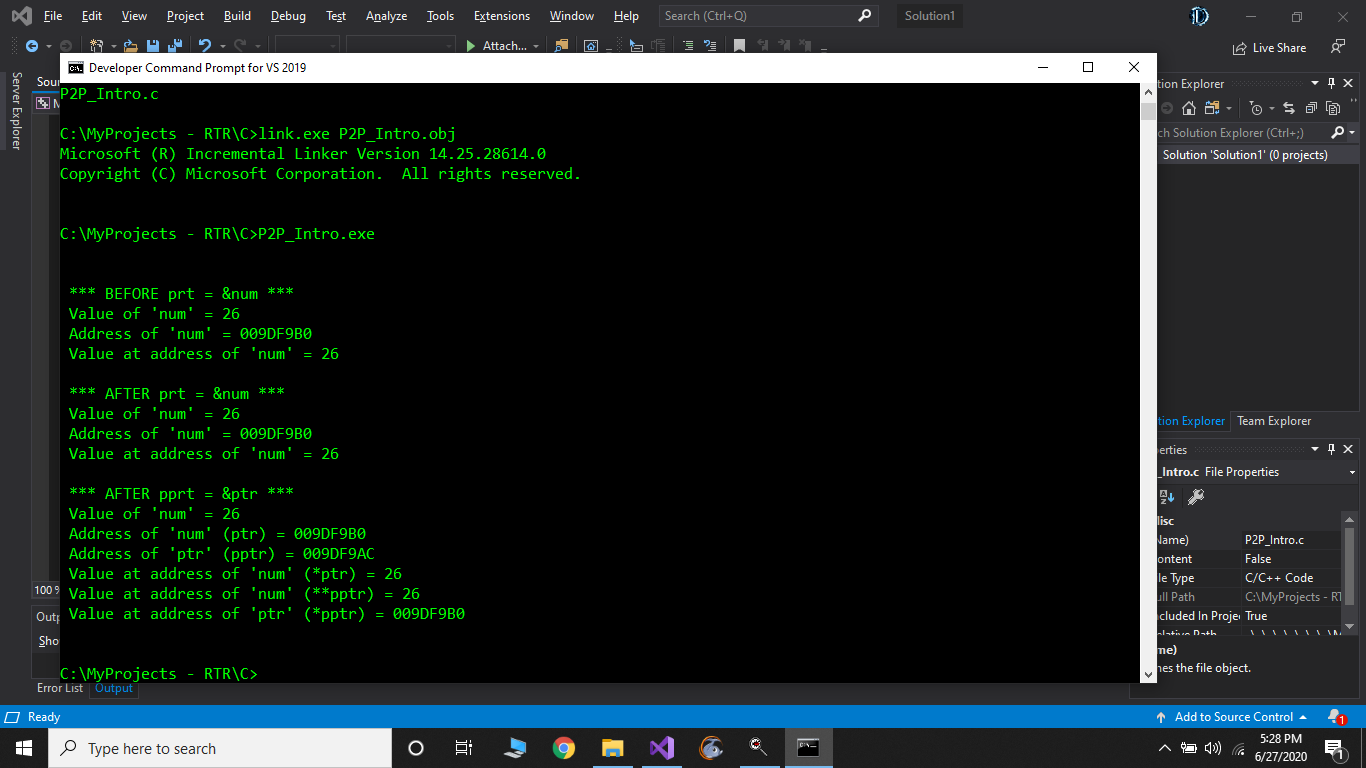 File Edit View Project Build Debug Test Analyze Tools Extensions Window Help Search (Ctrl+Q) Solution1
Attach... Live Share
Developer Command Prompt for VS 2019
Server Explorer
P2P_Intro.c
C:\MyProjects - RTR\C>link.exe P2P_Intro.obj
Microsoft (R) Incremental Linker Version 14.25.28614.0
Copyright (C) Microsoft Corporation.  All rights reserved.
C:\MyProjects - RTR\C>P2P_Intro.exe
*** BEFORE prt = &num ***
Value of 'num' = 26
Address of 'num' = 009DF9B0
Value at address of 'num' = 26
*** AFTER prt = &num ***
Value of 'num' = 26
Address of 'num' = 009DF9B0
Value at address of 'num' = 26
*** AFTER pprt = &ptr ***
Value of 'num' = 26
Address of 'num' (ptr) = 009DF9B0
Address of 'ptr' (pptr) = 009DF9AC
Value at address of 'num' (*ptr) = 26
Value at address of 'num' (**pptr) = 26
Value at address of 'ptr' (*pptr) = 009DF9B0
C:\MyProjects - RTR\C>
Sour
100 %
Outp
Sho
Error List Output
tion Explorer
ch Solution Explorer (Ctrl+;)
Solution 'Solution1' (0 projects)
tion Explorer Team Explorer
erties
_Intro.c File Properties
isc
Name) P2P_Intro.c
ontent False
le Type C/C++ Code
ull Path C:\MyProjects - RT
cluded In Projec True
elative Path
me)
nes the file object.
Ready Add to Source Control 1
Type here to search
5:28 PM
6/27/2020
1